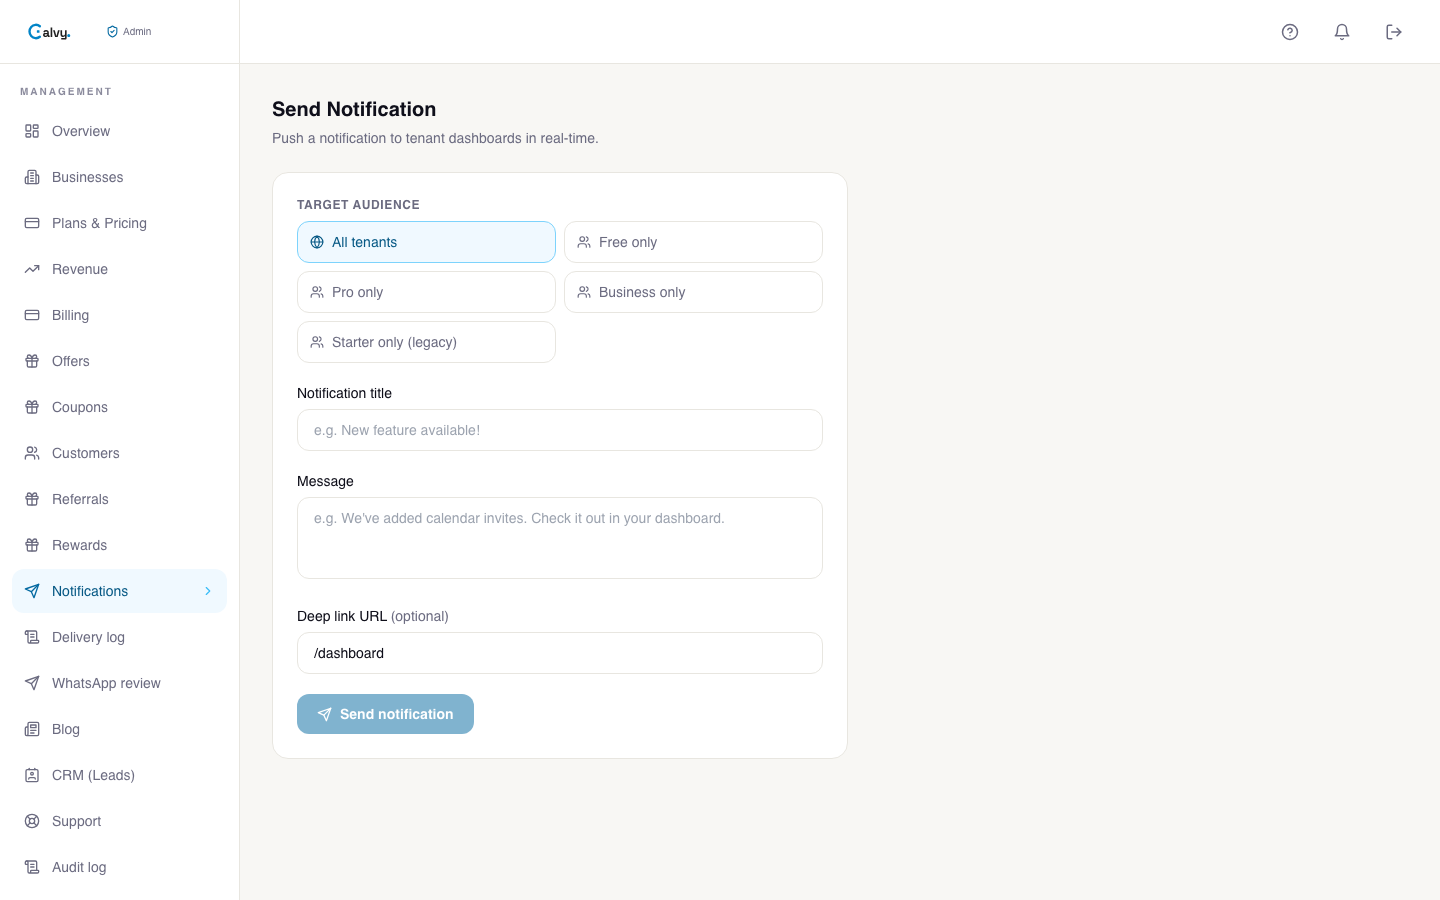 Calvy.
Admin
MANAGEMENT
Overview
Businesses
Plans & Pricing
Revenue
Billing
Offers
Coupons
Customers
Referrals
Rewards
Notifications
Delivery log
WhatsApp review
Blog
CRM (Leads)
Support
Audit log
Send Notification
Push a notification to tenant dashboards in real-time.
TARGET AUDIENCE
All tenants
Free only
Pro only
Business only
Starter only (legacy)
Notification title
e.g. New feature available!
Message
e.g. We've added calendar invites. Check it out in your dashboard.
Deep link URL (optional)
/dashboard
Send notification